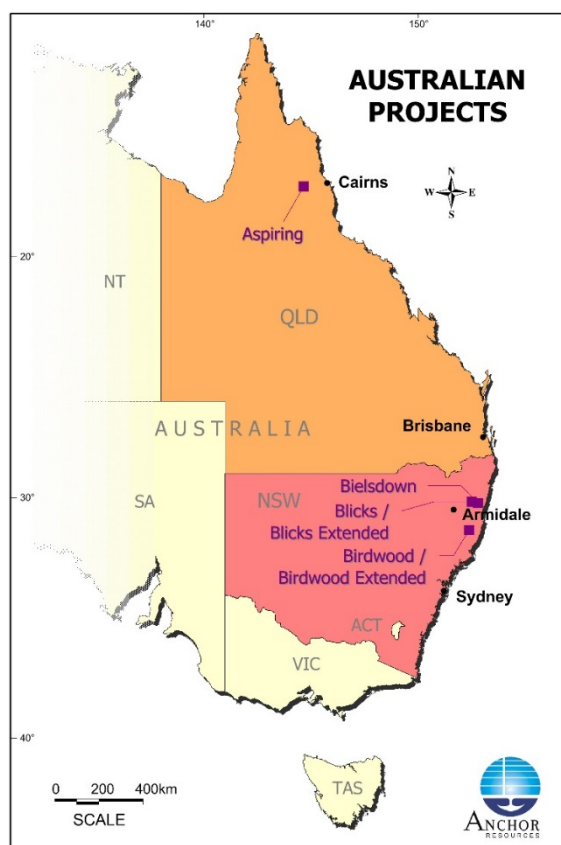 140°
150°
AUSTRALIAN
PROJECTS
Cairns
N
W E
S
Aspiring
20°
NT
QLD
Brisbane
AUSTRALIA
Bielsdown
30°
SA
NSW
Blicks /
Armidale
Blicks Extended
Birdwood /
Birdwood Extended
Sydney
ACT
VIC
40°
0 200 400km
SCALE
TAS
ANCHOR
RESOURCES